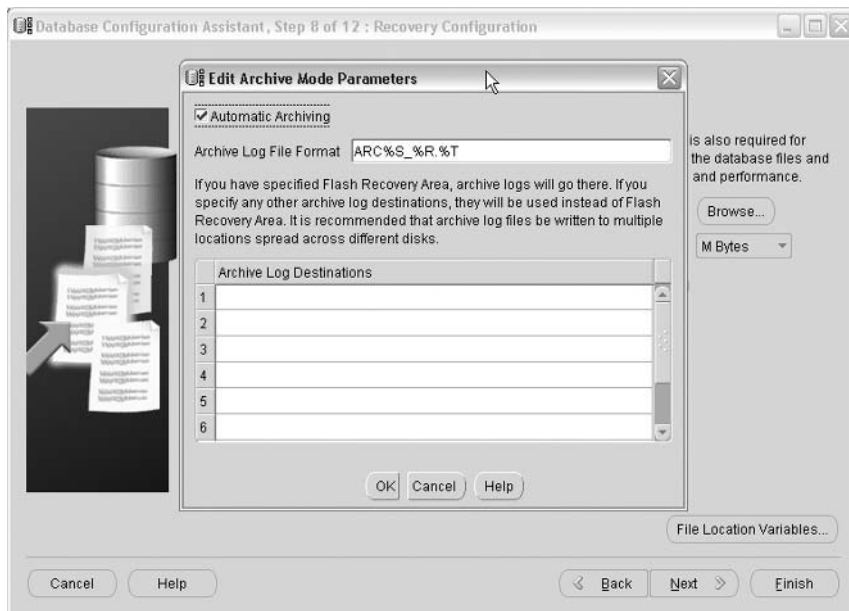 Database Configuration Assistant, Step 8 of 12 : Recovery Configuration
Edit Archive Mode Parameters
Automatic Archiving
Archive Log File Format ARC%S_%R.%T
If you have specified Flash Recovery Area, archive logs will go there. If you
specify any other archive log destinations, they will be used instead of Flash
Recovery Area. It is recommended that archive log files be written to multiple
locations spread across different disks.
Archive Log Destinations
1
2
3
4
5
6
OK Cancel Help
is also required for
the database files and
and performance.
Browse...
M Bytes
File Location Variables...
Cancel Help Back Next Finish